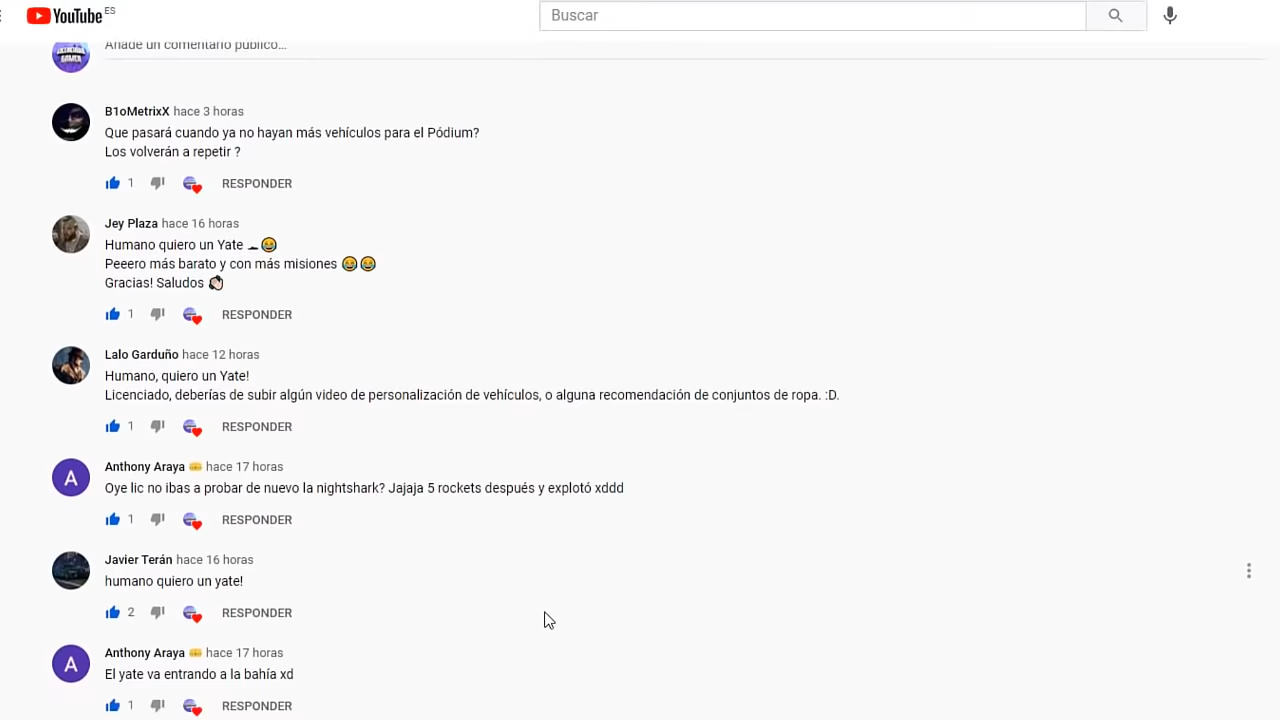 YouTube ES
Buscar
Añade un comentario público...
B1oMetrixX hace 3 horas
Que pasará cuando ya no hayan más vehículos para el Pódium?
Los volverán a repetir ?
1 RESPONDER
Jey Plaza hace 16 horas
Humano quiero un Yate 🛥😂
Peeero más barato y con más misiones 😂😂
Gracias! Saludos 👏🏻
1 RESPONDER
Lalo Garduño hace 12 horas
Humano, quiero un Yate!
Licenciado, deberías de subir algún video de personalización de vehículos, o alguna recomendación de conjuntos de ropa. :D.
1 RESPONDER
A
Anthony Araya hace 17 horas
Oye lic no ibas a probar de nuevo la nightshark? Jajaja 5 rockets después y explotó xddd
1 RESPONDER
Javier Terán hace 16 horas
humano quiero un yate!
2 RESPONDER
A
Anthony Araya hace 17 horas
El yate va entrando a la bahía xd
1 RESPONDER